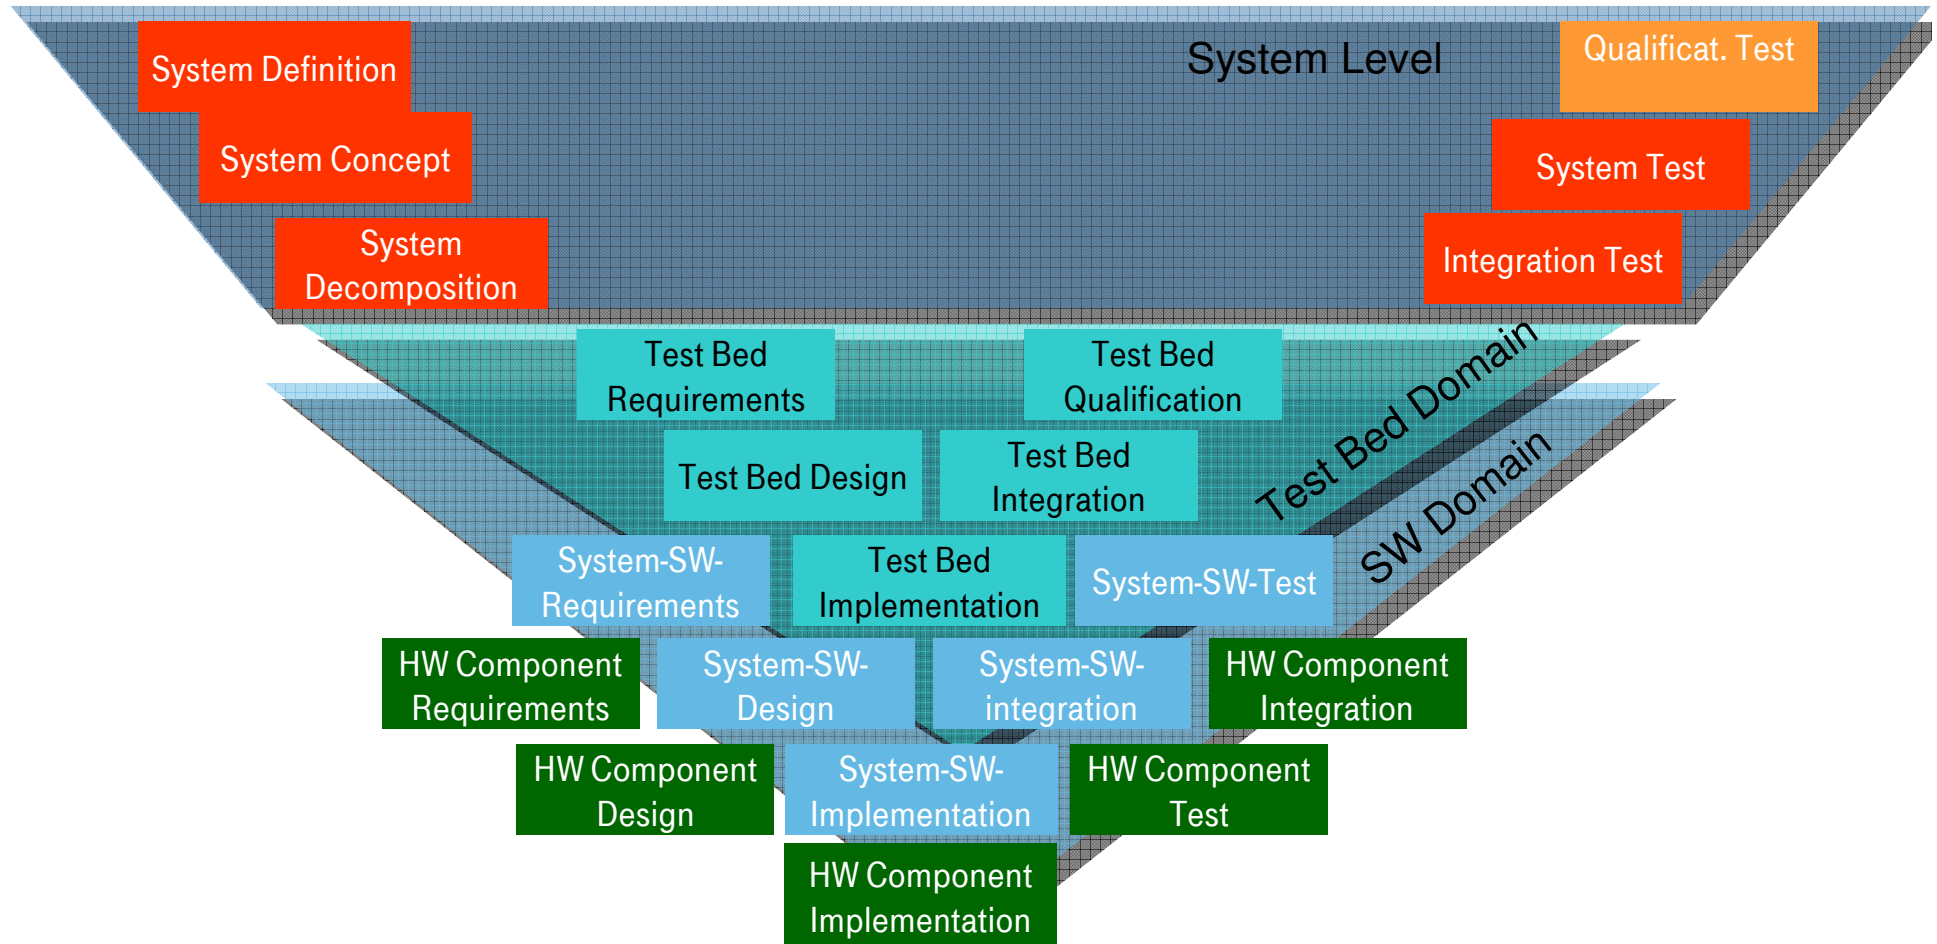 System Definition
System Level
Qualificat. Test
System Concept
System Test
System
Decomposition
Integration Test
Test Bed
Requirements
Test Bed
Qualification
Test Bed Domain
Test Bed Design
Test Bed
Integration
SW Domain
System-SW-
Requirements
Test Bed
Implementation
System-SW-Test
HW Component
Requirements
System-SW-
Design
System-SW-
integration
HW Component
Integration
HW Component
Design
System-SW-
Implementation
HW Component
Test
HW Component
Implementation